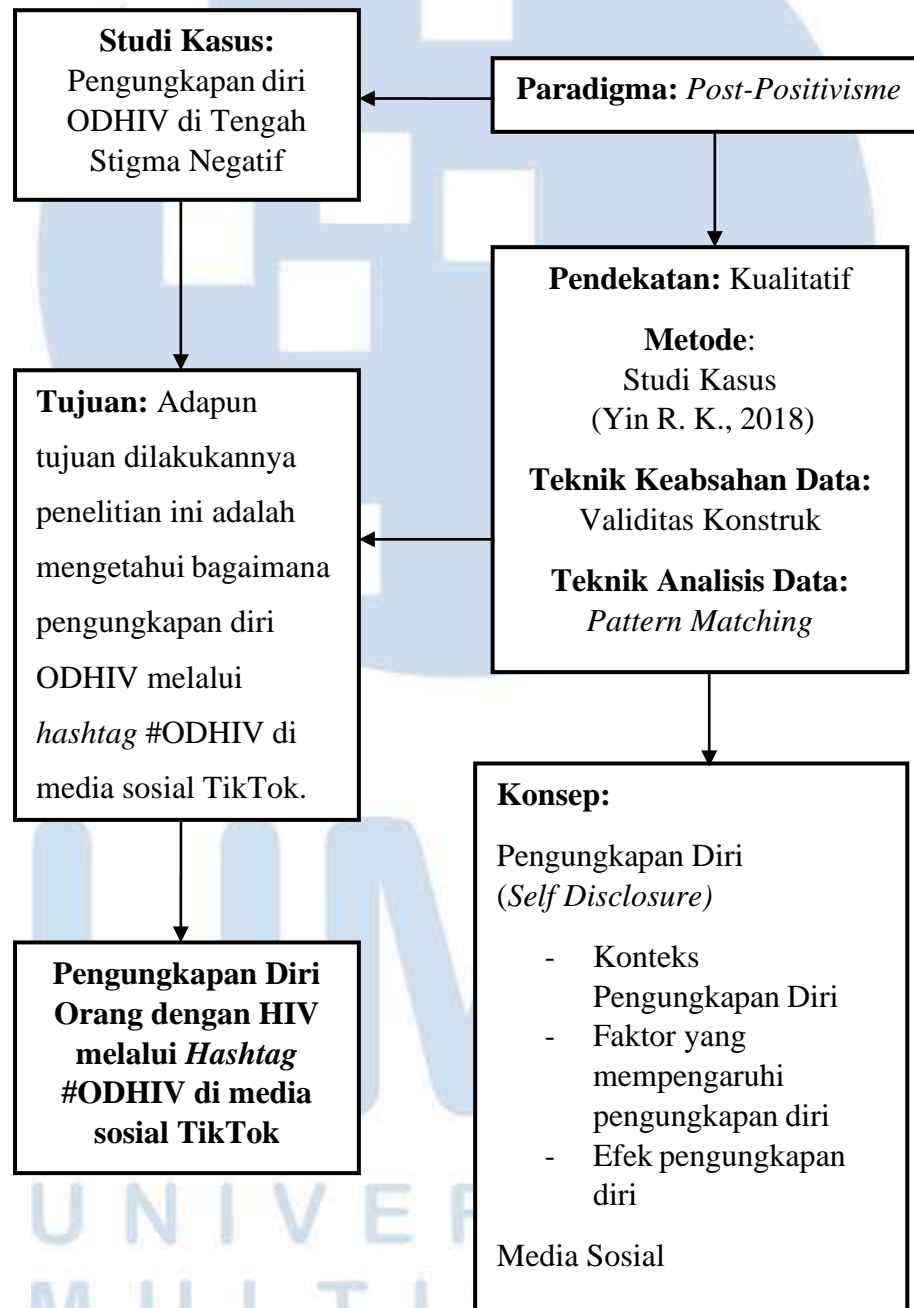 Studi Kasus:
Pengungkapan diri
ODHIV di Tengah
Stigma Negatif
Paradigma: Post-Positivisme
Pendekatan: Kualitatif
Metode:
Studi Kasus
(Yin R. K., 2018)
Teknik Keabsahan Data:
Validitas Konstruk
Teknik Analisis Data:
Pattern Matching
Tujuan: Adapun
tujuan dilakukannya
penelitian ini adalah
mengetahui bagaimana
pengungkapan diri
ODHIV melalui
hashtag #ODHIV di
media sosial TikTok.
Konsep:
Pengungkapan Diri
(Self Disclosure)
- Konteks
Pengungkapan Diri
- Faktor yang
mempengaruhi
pengungkapan diri
- Efek pengungkapan
diri
Media Sosial
Pengungkapan Diri
Orang dengan HIV
melalui Hashtag
#ODHIV di media
sosial TikTok